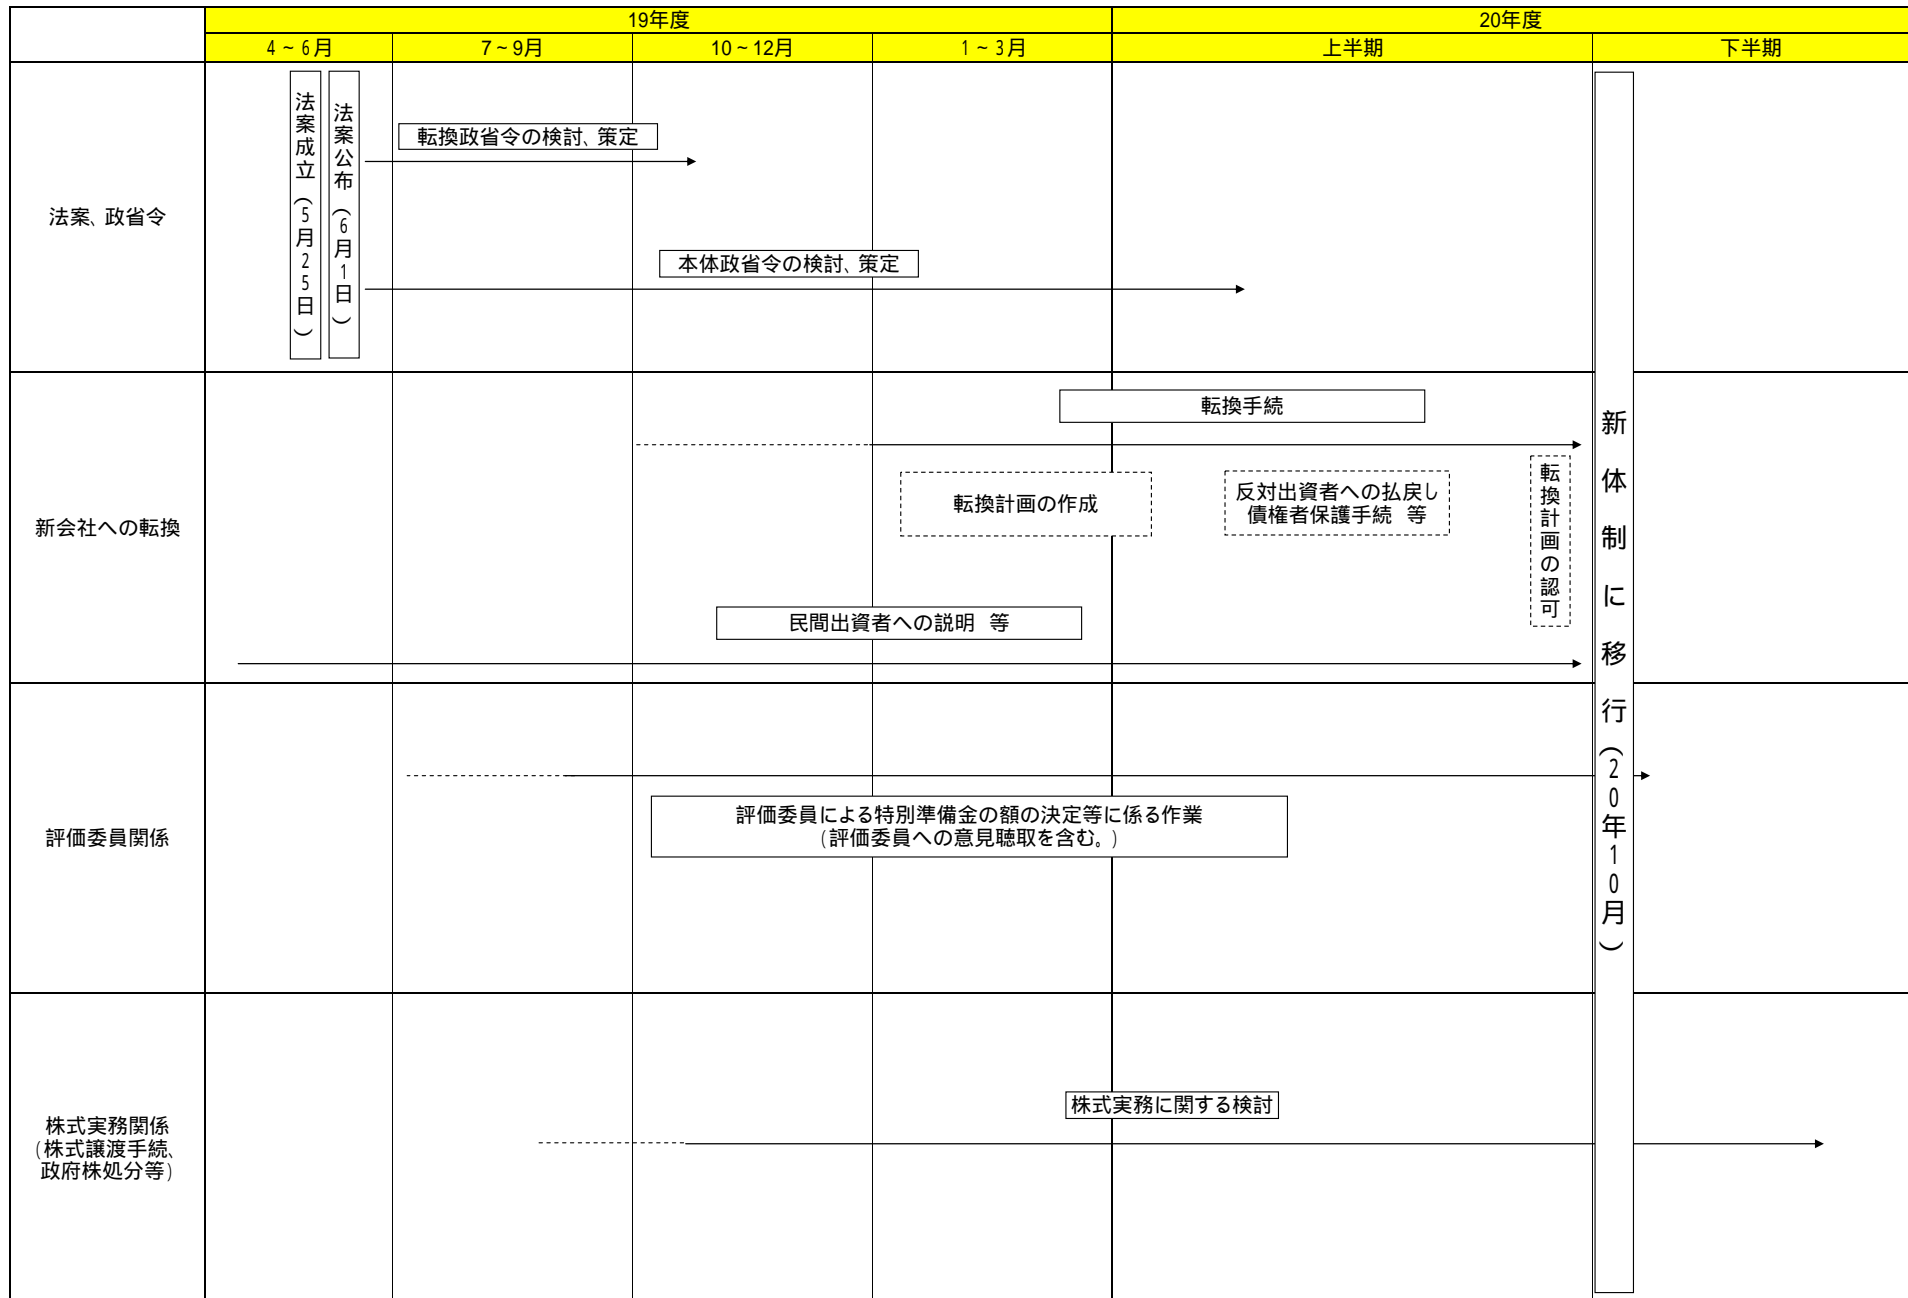 19年度
20年度
4～6月
7～9月
10～12月
1～3月
上半期
下半期
法案、政省令
法案成立(5月25日)
法案公布(6月1日)
転換政省令の検討、策定
本体政省令の検討、策定
新会社への転換
転換手続
転換計画の作成
反対出資者への払戻し
債権者保護手続 等
転換計画の認可
民間出資者への説明 等
新体制に移行(20年10月)
評価委員関係
評価委員による特別準備金の額の決定等に係る作業
(評価委員への意見聴取を含む。)
株式実務関係
(株式譲渡手続、
政府株処分等)
株式実務に関する検討